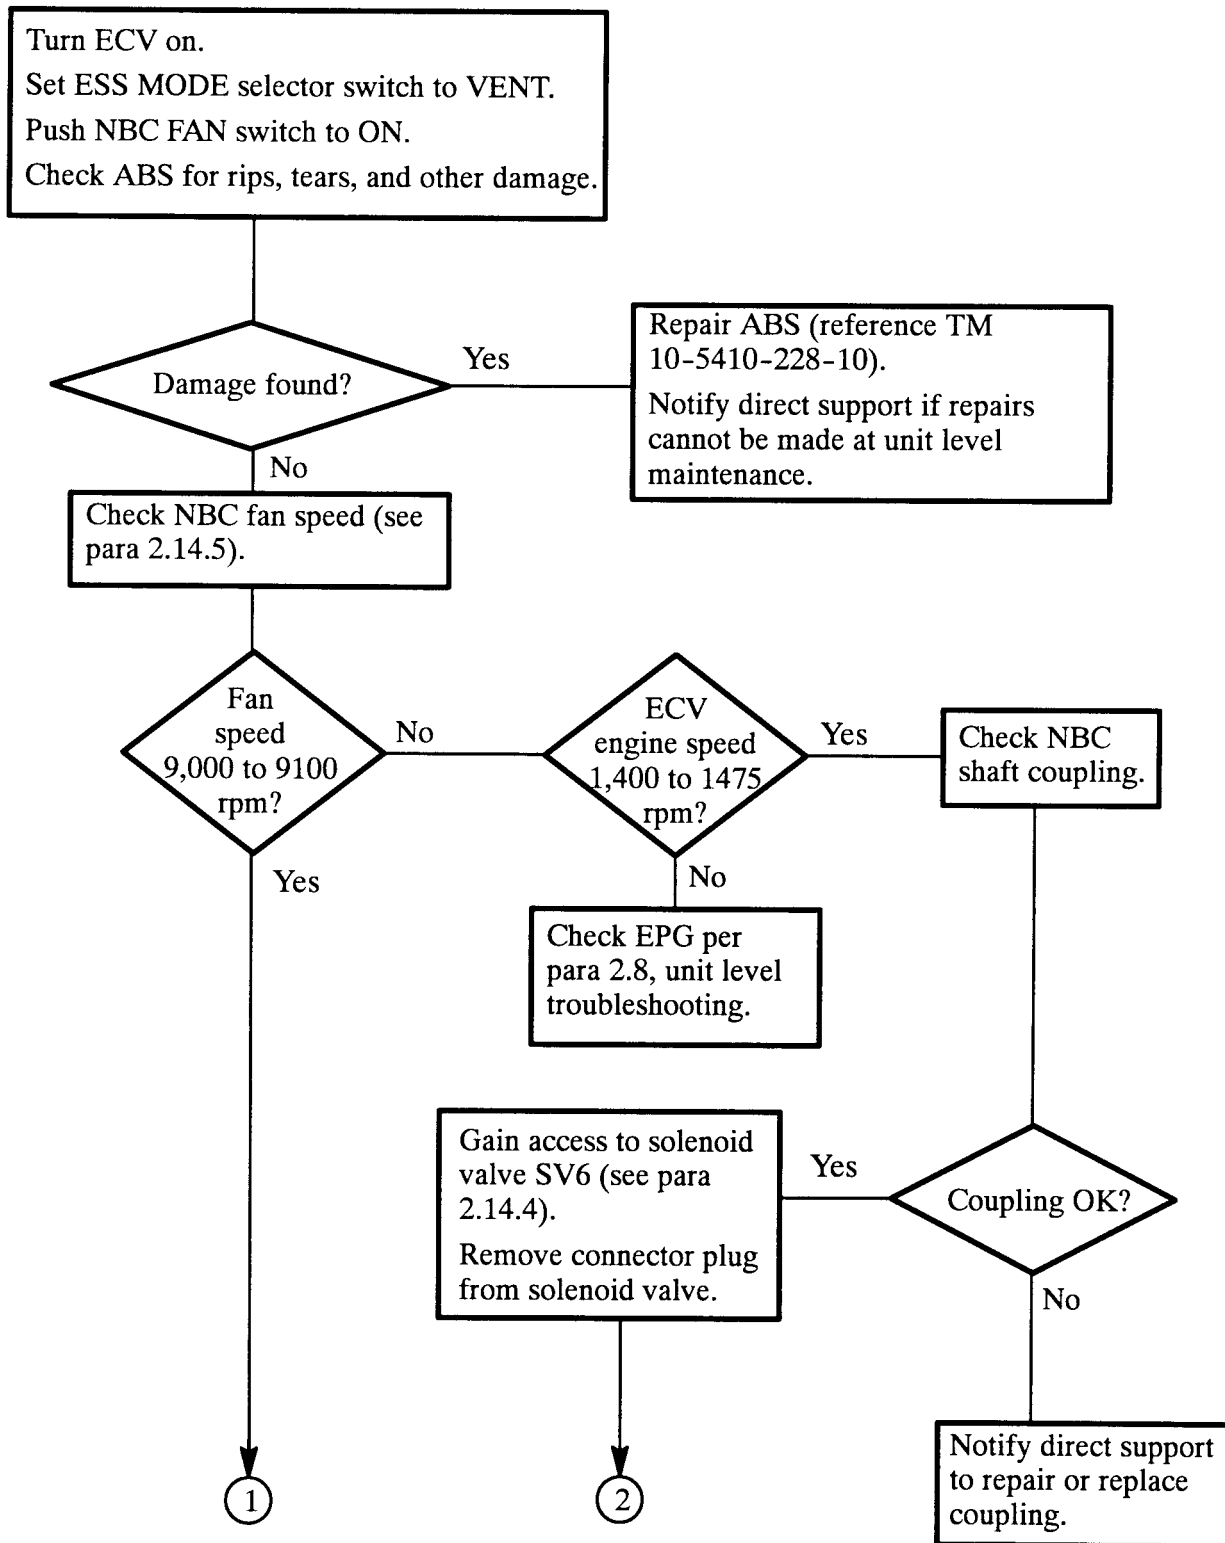 Turn ECV on.
Set ESS MODE selector switch to VENT.
Push NBC FAN switch to ON.
Check ABS for rips, tears, and other damage.
Damage found?
Yes
Repair ABS (reference TM
10-5410-228-10).
Notify direct support if repairs
cannot be made at unit level
maintenance.
No
Check NBC fan speed (see
para 2.14.5).
Fan
speed
9,000 to 9100
rpm?
No
ECV
engine speed
1,400 to 1475
rpm?
Yes
Check NBC
shaft coupling.
Yes
No
Check EPG per
para 2.8, unit level
troubleshooting.
Gain access to solenoid
valve SV6 (see para
2.14.4).
Remove connector plug
from solenoid valve.
Yes
Coupling OK?
No
Notify direct support
to repair or replace
coupling.
1
2